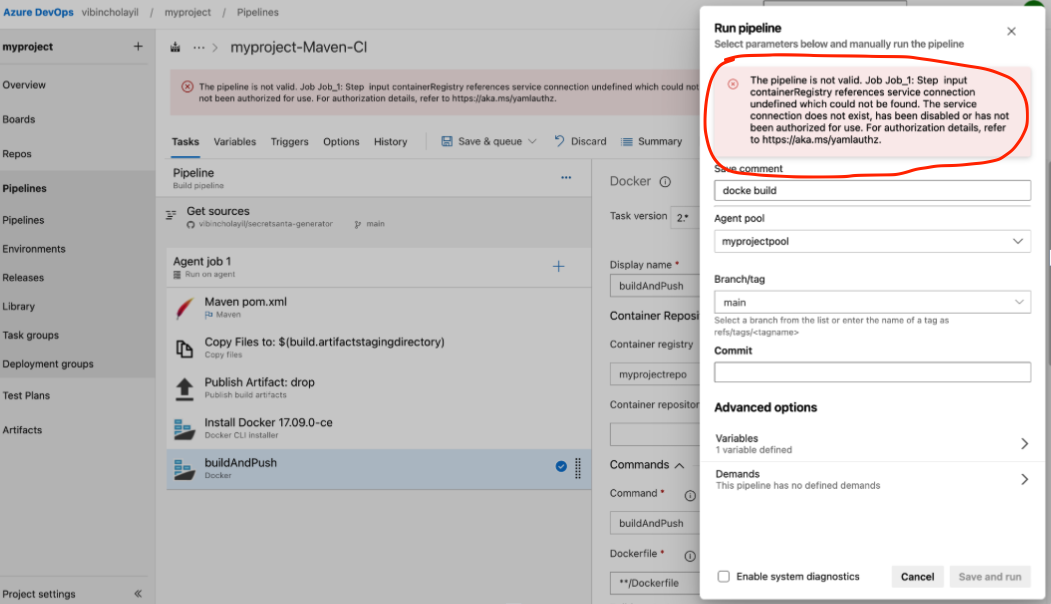 Azure DevOps vibincholayil / myproject / Pipelines
myproject +
Overview
Boards
Repos
Pipelines
Pipelines
Environments
Releases
Library
Task groups
Deployment groups
Test Plans
Artifacts
Project settings
··· > myproject-Maven-CI
The pipeline is not valid. Job Job_1: Step input containerRegistry references service connection undefined which could not
not been authorized for use. For authorization details, refer to https://aka.ms/yamlauthz.
Tasks Variables Triggers Options History Save & queue Discard Summary
Pipeline
Build pipeline
Get sources
vibincholayil/secretsanta-generator main
Agent job 1
Run on agent
Maven pom.xml
Maven
Copy Files to: $(build.artifactstagingdirectory)
Copy files
Publish Artifact: drop
Publish build artifacts
Install Docker 17.09.0-ce
Docker CLI installer
buildAndPush
Docker
Docker
Task version 2.*
Display name *
buildAndPush
Container Reposi
Container registry
myprojectrepo
Container repositor
Commands
Command *
buildAndPush
Dockerfile *
**/Dockerfile
Run pipeline
Select parameters below and manually run the pipeline
The pipeline is not valid. Job Job_1: Step input
containerRegistry references service connection
undefined which could not be found. The service
connection does not exist, has been disabled or has not
been authorized for use. For authorization details, refer
to https://aka.ms/yamlauthz.
Save comment
docke build
Agent pool
myprojectpool
Branch/tag
main
Select a branch from the list or enter the name of a tag as
refs/tags/<tagname>
Commit
Advanced options
Variables
1 variable defined
Demands
This pipeline has no defined demands
Enable system diagnostics
Cancel
Save and run